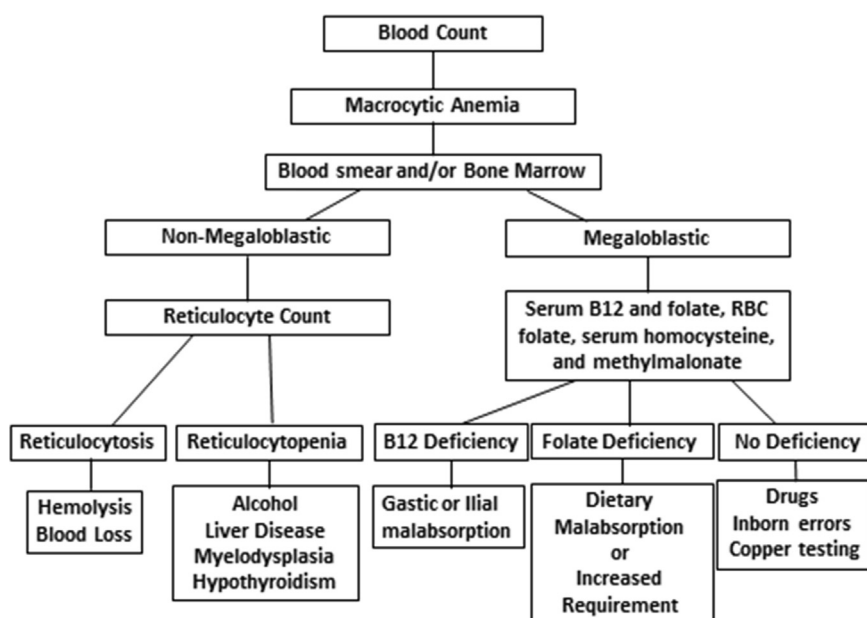 Blood Count
Macrocytic Anemia
Blood smear and/or Bone Marrow
Non-Megaloblastic
Megaloblastic
Reticulocyte Count
Serum B12 and folate, RBC
folate, serum homocysteine,
and methylmalonate
Reticulocytosis
Reticulocytopenia
B12 Deficiency
Folate Deficiency
No Deficiency
Hemolysis
Blood Loss
Alcohol
Liver Disease
Myelodysplasia
Hypothyroidism
Gastic or Ilial
malabsorption
Dietary
Malabsorption
or
Increased
Requirement
Drugs
Inborn errors
Copper testing